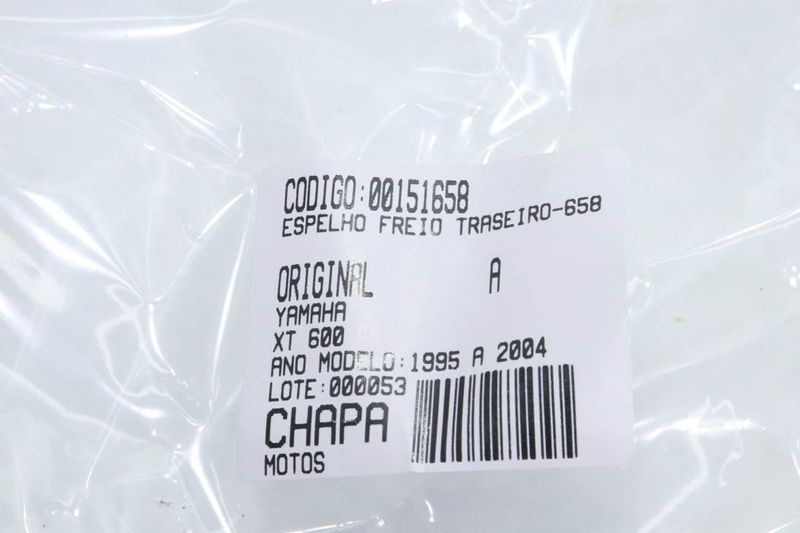 CODIGO:00151658
ESPELHO FREIO TRASEIRO-658
ORIGINAL A
YAMAHA
XT 600
ANO MODELO:1995 A 2004
LOTE:000053
CHAPA
MOTOS